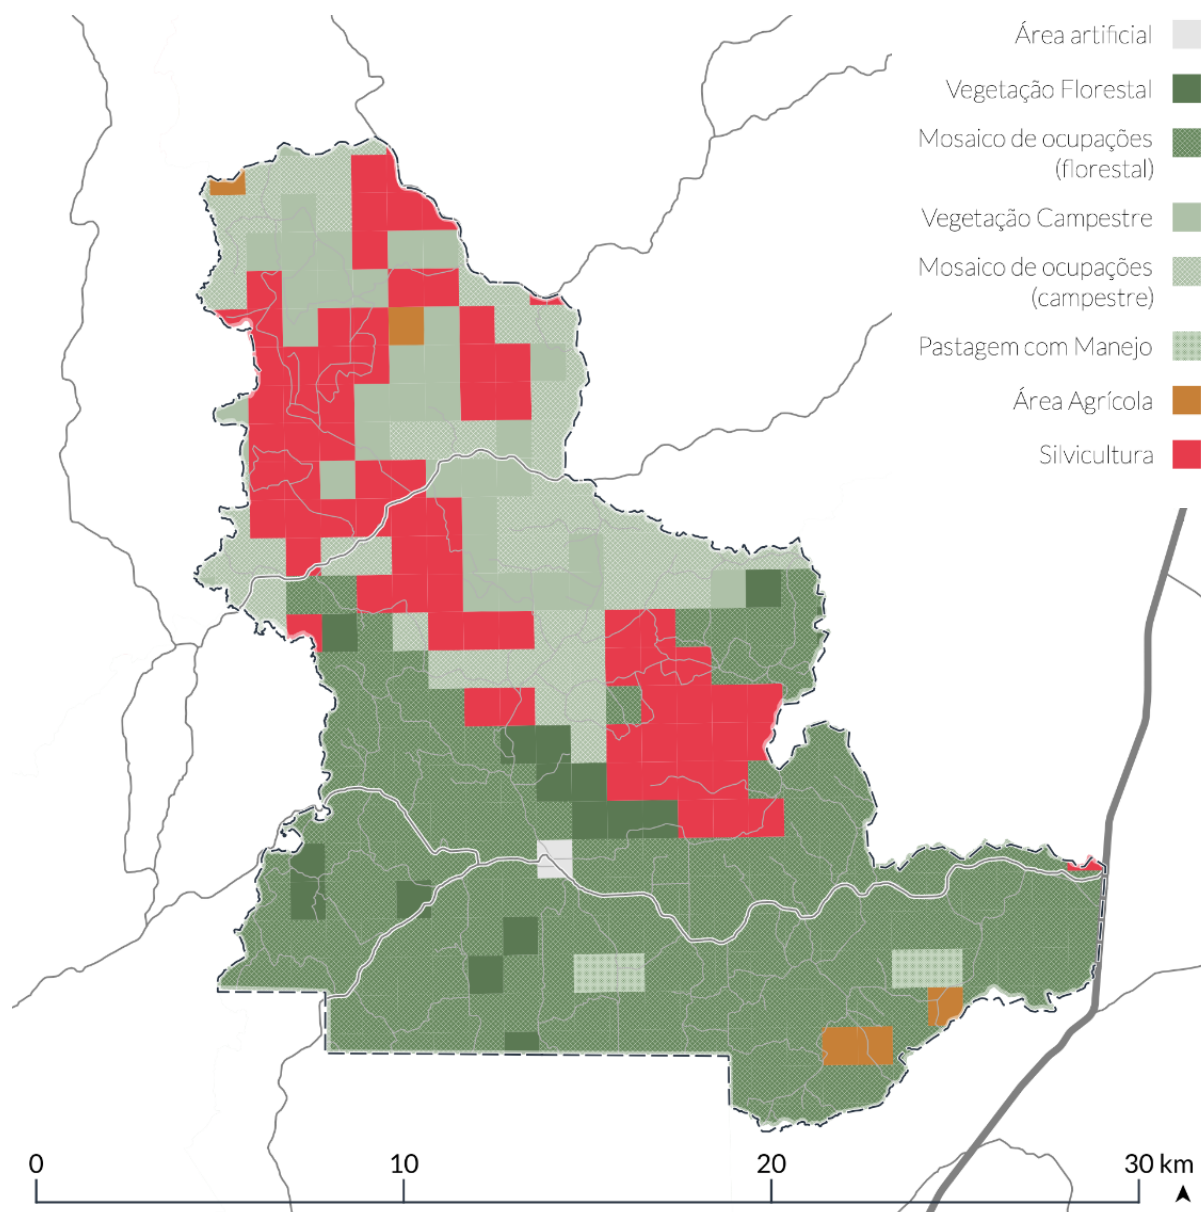 Área artificial
Vegetação Florestal
Mosaico de ocupações
(florestal)
Vegetação Campestre
Mosaico de ocupações
(campestre)
Pastagem com Manejo
Área Agrícola
Silvicultura
0 10 20 30 km